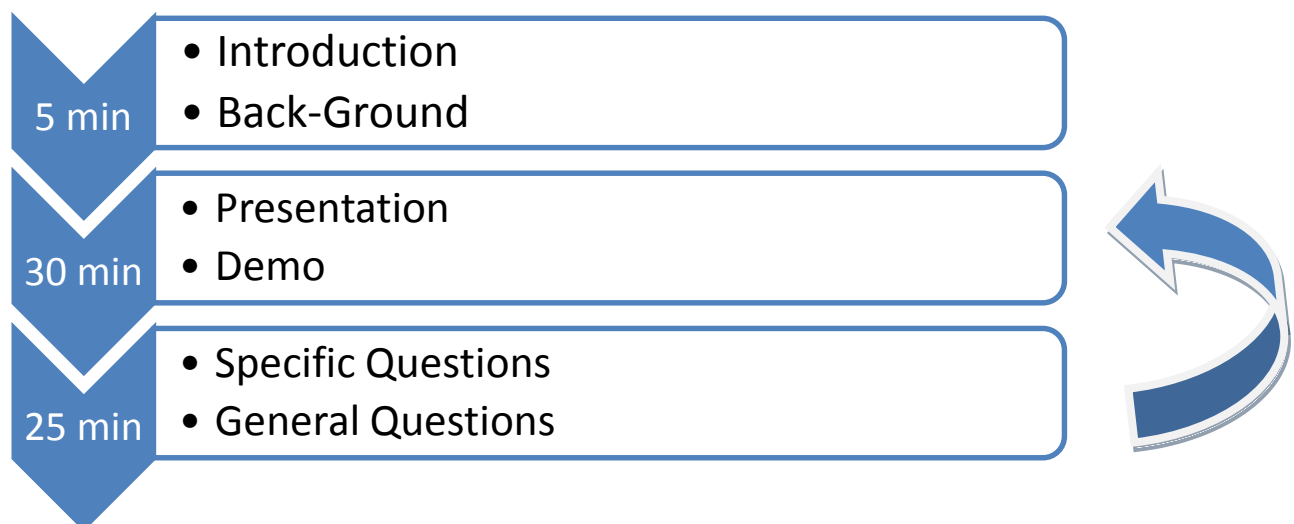 5 min
• Introduction
• Back-Ground
30 min
• Presentation
• Demo
25 min
• Specific Questions
• General Questions